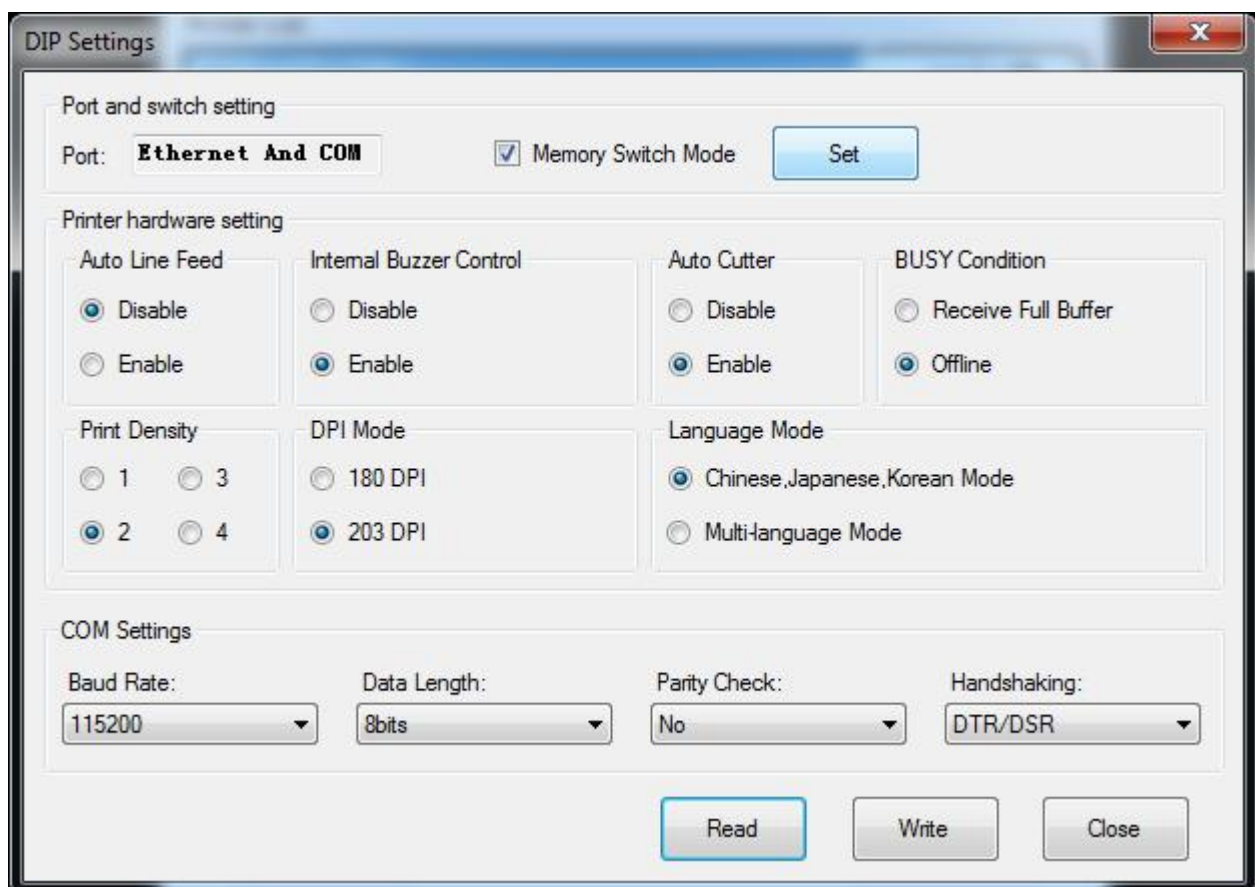 DIP Settings
Port and switch setting
Port: Ethernet And COM Memory Switch Mode Set
Printer hardware setting
Auto Line Feed Internal Buzzer Control Auto Cutter BUSY Condition
Disable Disable Disable Receive Full Buffer
Enable Enable Enable Offline
Print Density DPI Mode Language Mode
1 3 180 DPI Chinese,Japanese,Korean Mode
2 4 203 DPI Multi-language Mode
COM Settings
Baud Rate: Data Length: Parity Check: Handshaking:
115200 8bits No DTR/DSR
Read Write Close